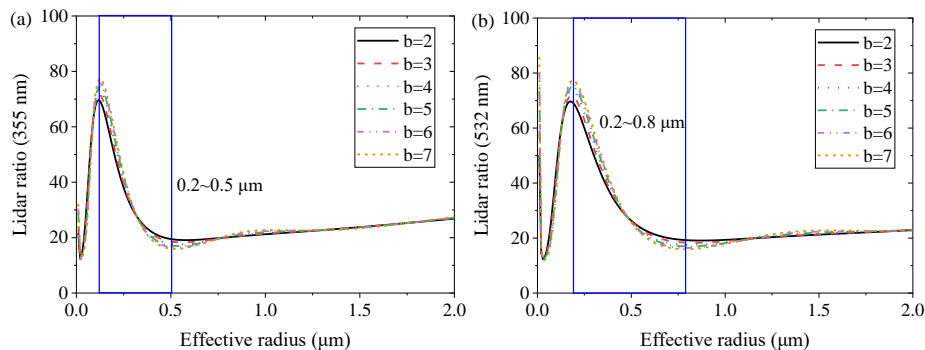 (a)
100
80
60
40
20
0
Lidar ratio (355 nm)
b=2
b=3
b=4
b=5
b=6
b=7
0.2~0.5 μm
0.0
0.5
1.0
1.5
2.0
Effective radius (μm)
(b)
100
80
60
40
20
0
Lidar ratio (532 nm)
b=2
b=3
b=4
b=5
b=6
b=7
0.2~0.8 μm
0.0
0.5
1.0
1.5
2.0
Effective radius (μm)